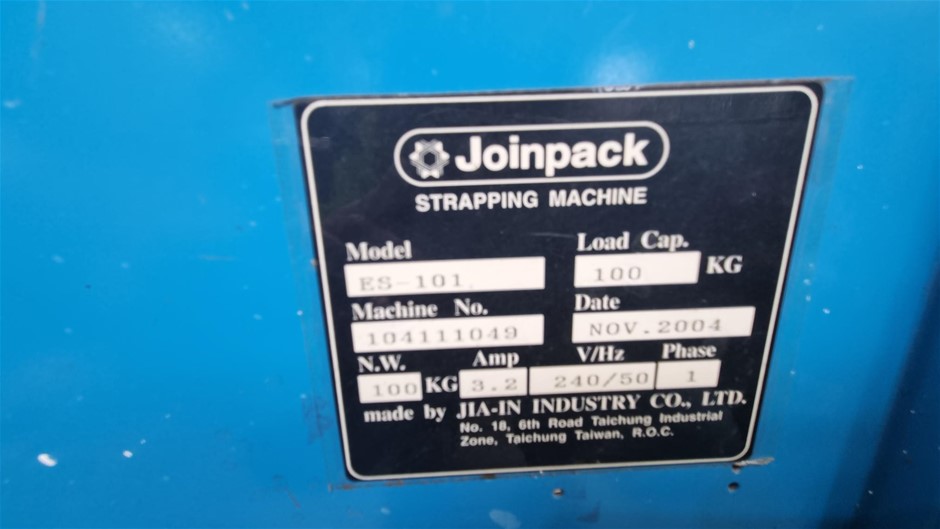 Joinpack
STRAPPING MACHINE
Model
ES-101
Load Cap.
100 KG
Machine No.
104111049
Date
NOV.2004
N.W. Amp V/Hz Phase
100 KG 3.2 240/50 1
made by JIA-IN INDUSTRY CO., LTD.
No. 18, 6th Road Taichung Industrial
Zone, Taichung Taiwan, R.O.C.